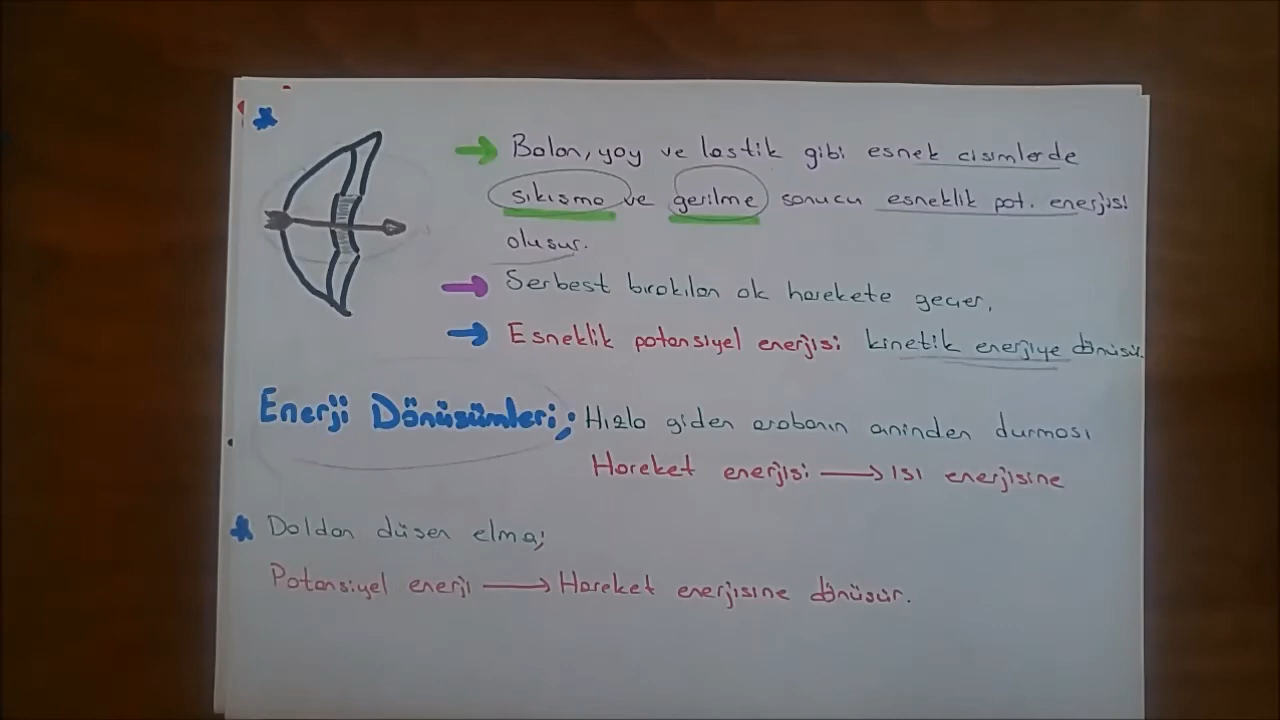 Balon, yay ve lastik gibi esnek cisimlerde
sıkışma ve gerilme sonucu esneklik pot. enerjisi
oluşur.
Serbest bırakılan ok harekete geçer.
Esneklik potansiyel enerjisi kinetik enerjiye dönüşür.
Enerji Dönüşümleri; Hızla giden arabanın aninden durması
Hareket enerjisi → ısı enerjisine
Daldan düşen elma;
Potansiyel enerji → Hareket enerjisine dönüşür.